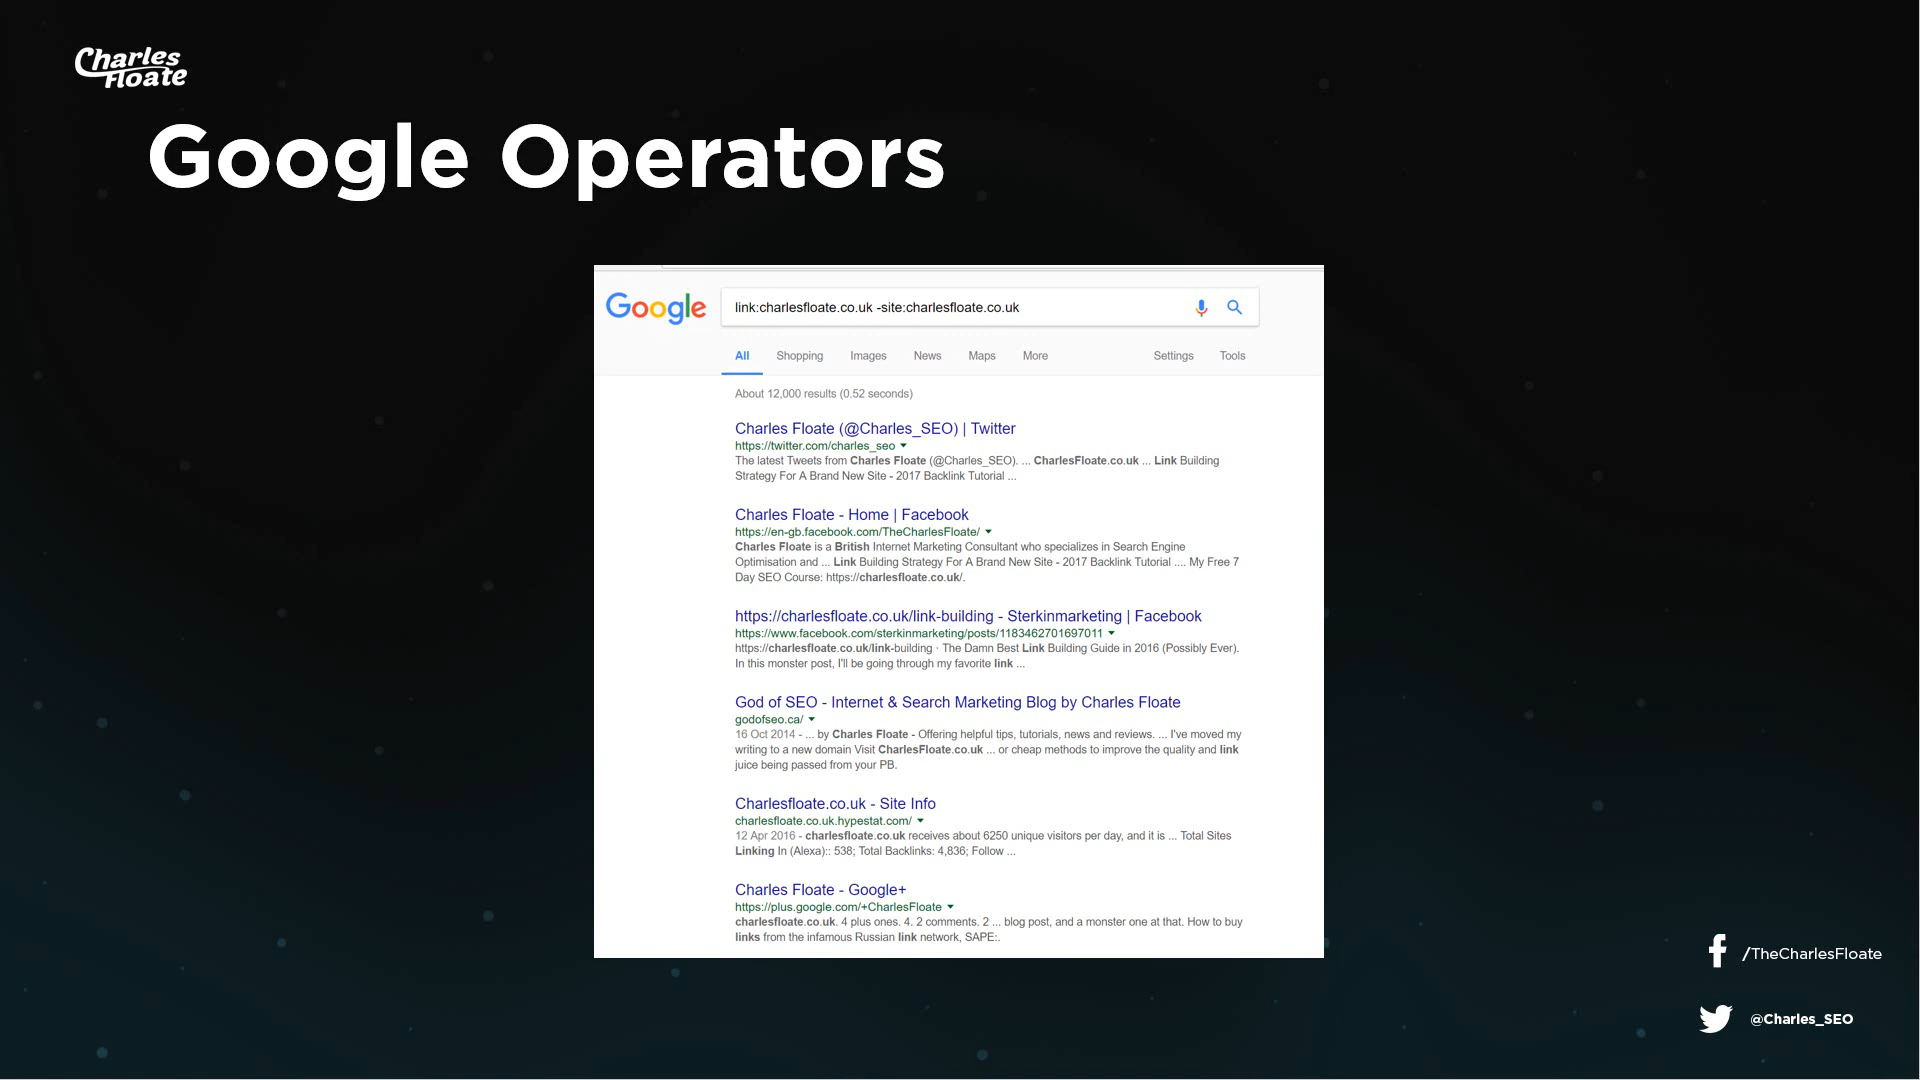 Charles
Floate
Google Operators
Google
link:charlesfloate.co.uk -site:charlesfloate.co.uk
All Shopping Images News Maps More Settings Tools
About 12,000 results (0.52 seconds)
Charles Floate (@Charles_SEO) | Twitter
https://twitter.com/charles_seo
The latest Tweets from Charles Floate (@Charles_SEO). ... CharlesFloate.co.uk ... Link Building
Strategy For A Brand New Site - 2017 Backlink Tutorial ...
Charles Floate - Home | Facebook
https://en-gb.facebook.com/TheCharlesFloate/
Charles Floate is a British Internet Marketing Consultant who specializes in Search Engine
Optimisation and ... Link Building Strategy For A Brand New Site - 2017 Backlink Tutorial .... My Free 7
Day SEO Course: https://charlesfloate.co.uk/.
https://charlesfloate.co.uk/link-building - Sterkinmarketing | Facebook
https://www.facebook.com/sterkinmarketing/posts/1183462701697011
https://charlesfloate.co.uk/link-building · The Damn Best Link Building Guide in 2016 (Possibly Ever).
In this monster post, I'll be going through my favorite link ...
God of SEO - Internet & Search Marketing Blog by Charles Floate
godofseo.ca/
16 Oct 2014 - ... by Charles Floate - Offering helpful tips, tutorials, news and reviews. ... I've moved my
writing to a new domain Visit CharlesFloate.co.uk ... or cheap methods to improve the quality and link
juice being passed from your PB.
Charlesfloate.co.uk - Site Info
charlesfloate.co.uk.hypestat.com/
12 Apr 2016 - charlesfloate.co.uk receives about 6250 unique visitors per day, and it is ... Total Sites
Linking In (Alexa):: 538; Total Backlinks: 4,836; Follow ...
Charles Floate - Google+
https://plus.google.com/+CharlesFloate
charlesfloate.co.uk. 4 plus ones. 4. 2 comments. 2 ... blog post, and a monster one at that. How to buy
links from the infamous Russian link network, SAPE:.
/TheCharlesFloate
@Charles_SEO